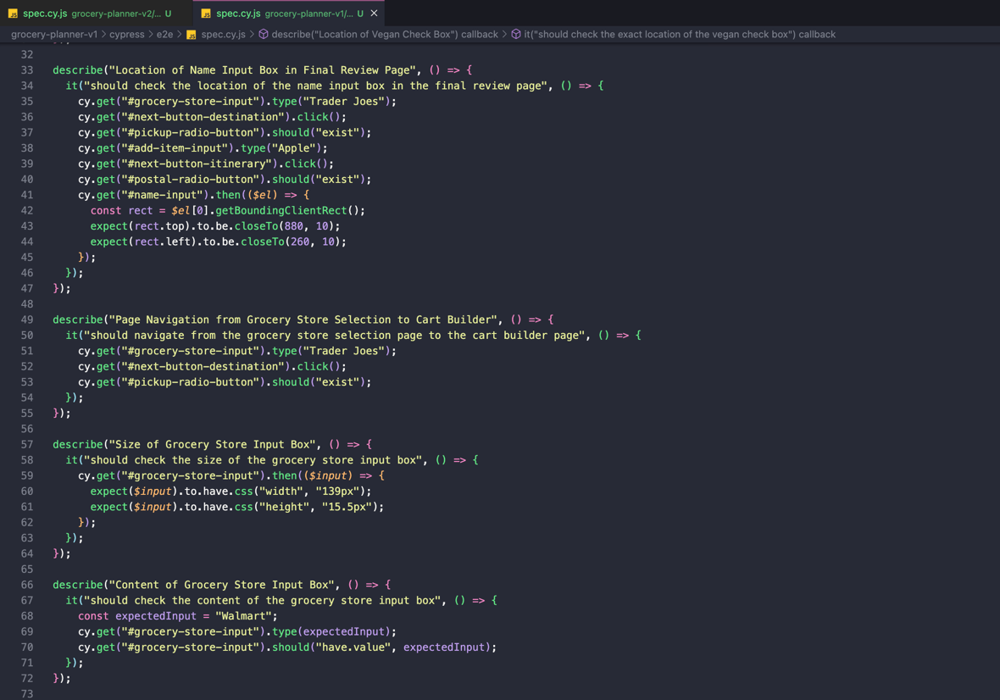 JS spec.cy.js grocery-planner-v2/... U JS spec.cy.js grocery-planner-v1/... U ×
grocery-planner-v1 > cypress > e2e > JS spec.cy.js > describe("Location of Vegan Check Box") callback > it("should check the exact location of the vegan check box") callback
32
33 describe("Location of Name Input Box in Final Review Page", () => {
34 it("should check the location of the name input box in the final review page", () => {
35 cy.get("#grocery-store-input").type("Trader Joes");
36 cy.get("#next-button-destination").click();
37 cy.get("#pickup-radio-button").should("exist");
38 cy.get("#add-item-input").type("Apple");
39 cy.get("#next-button-itinerary").click();
40 cy.get("#postal-radio-button").should("exist");
41 cy.get("#name-input").then(($el) => {
42 const rect = $el[0].getBoundingClientRect();
43 expect(rect.top).to.be.closeTo(880, 10);
44 expect(rect.left).to.be.closeTo(260, 10);
45 });
46 });
47 });
48
49 describe("Page Navigation from Grocery Store Selection to Cart Builder", () => {
50 it("should navigate from the grocery store selection page to the cart builder page", () => {
51 cy.get("#grocery-store-input").type("Trader Joes");
52 cy.get("#next-button-destination").click();
53 cy.get("#pickup-radio-button").should("exist");
54 });
55 });
56
57 describe("Size of Grocery Store Input Box", () => {
58 it("should check the size of the grocery store input box", () => {
59 cy.get("#grocery-store-input").then(($input) => {
60 expect($input).to.have.css("width", "139px");
61 expect($input).to.have.css("height", "15.5px");
62 });
63 });
64 });
65
66 describe("Content of Grocery Store Input Box", () => {
67 it("should check the content of the grocery store input box", () => {
68 const expectedInput = "Walmart";
69 cy.get("#grocery-store-input").type(expectedInput);
70 cy.get("#grocery-store-input").should("have.value", expectedInput);
71 });
72 });
73